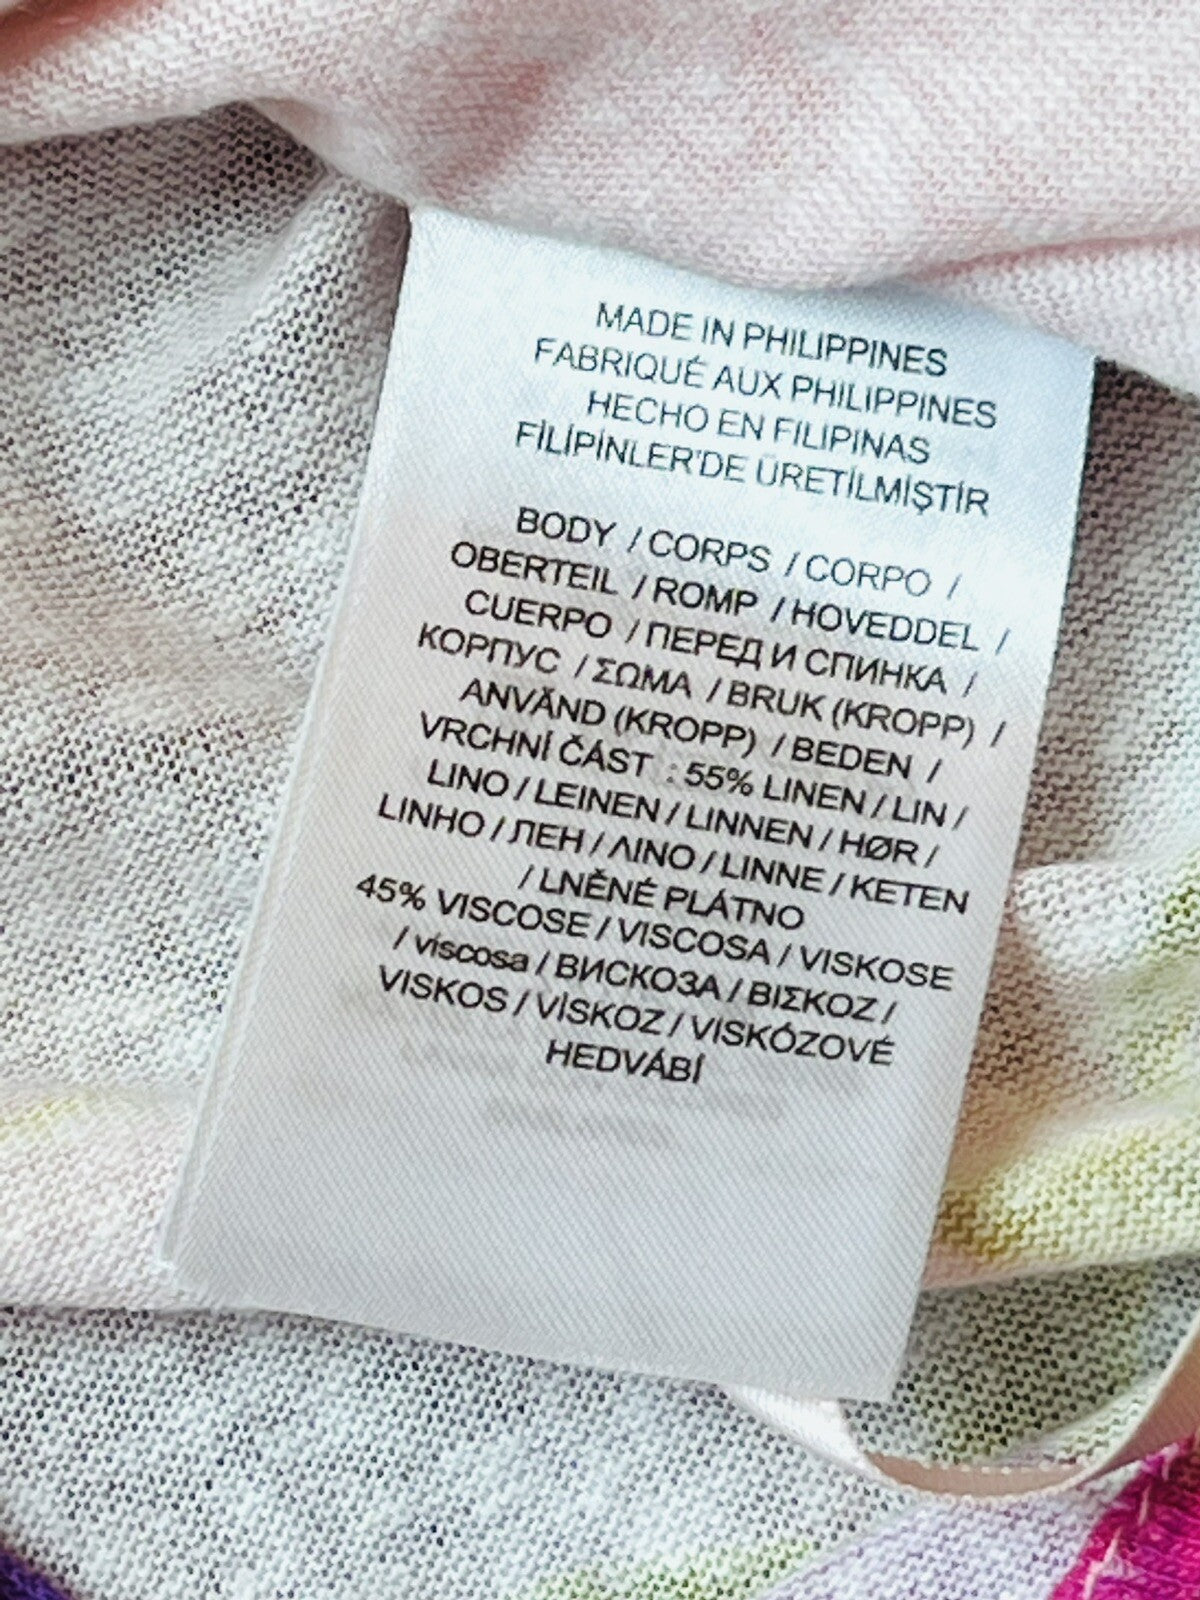 MADE IN PHILIPPINES
FABRIQUÉ AUX PHILIPPINES
HECHO EN FILIPINAS
FİLİPİNLER'DE ÜRETİLMİŞTİR
BODY / CORPS / CORPO /
OBERTEIL / ROMP / HOVEDDEL /
CUERPO / ПЕРЕД И СПИНКА /
КОРПУС / ΣΩΜΑ / BRUK (KROPP) /
ANVÄND (KROPP) / BEDEN /
VRCHNÍ ČÁST : 55% LINEN / LIN /
LINO / LEINEN / LINNEN / HØR /
LINHO / ЛЕН / ΛΙΝΟ / LINNE / KETEN
/ LNĚNÉ PLÁTNO
45% VISCOSE / VISCOSA / VISKOSE
/ viscosa / ВИСКОЗА / ΒΙΣΚΟΖ /
VISKOS / VİSKOZ / VISKÓZOVÉ
HEDVÁBÍ